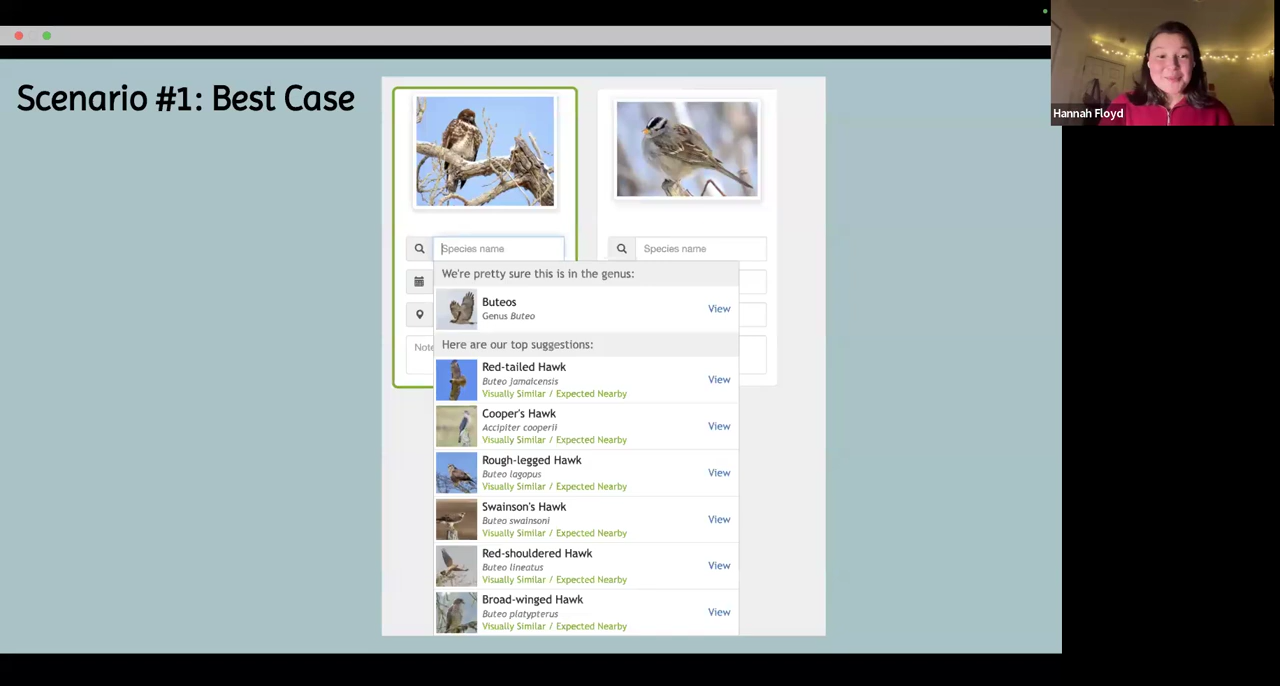 Scenario #1: Best Case
Hannah Floyd
Species name
Species name
We're pretty sure this is in the genus:
Buteos
Genus Buteo
View
Note
Here are our top suggestions:
Red-tailed Hawk
Buteo jamaicensis
Visually Similar / Expected Nearby
View
Cooper's Hawk
Accipiter cooperii
Visually Similar / Expected Nearby
View
Rough-legged Hawk
Buteo lagopus
Visually Similar / Expected Nearby
View
Swainson's Hawk
Buteo swainsoni
Visually Similar / Expected Nearby
View
Red-shouldered Hawk
Buteo lineatus
Visually Similar / Expected Nearby
View
Broad-winged Hawk
Buteo platypterus
Visually Similar / Expected Nearby
View